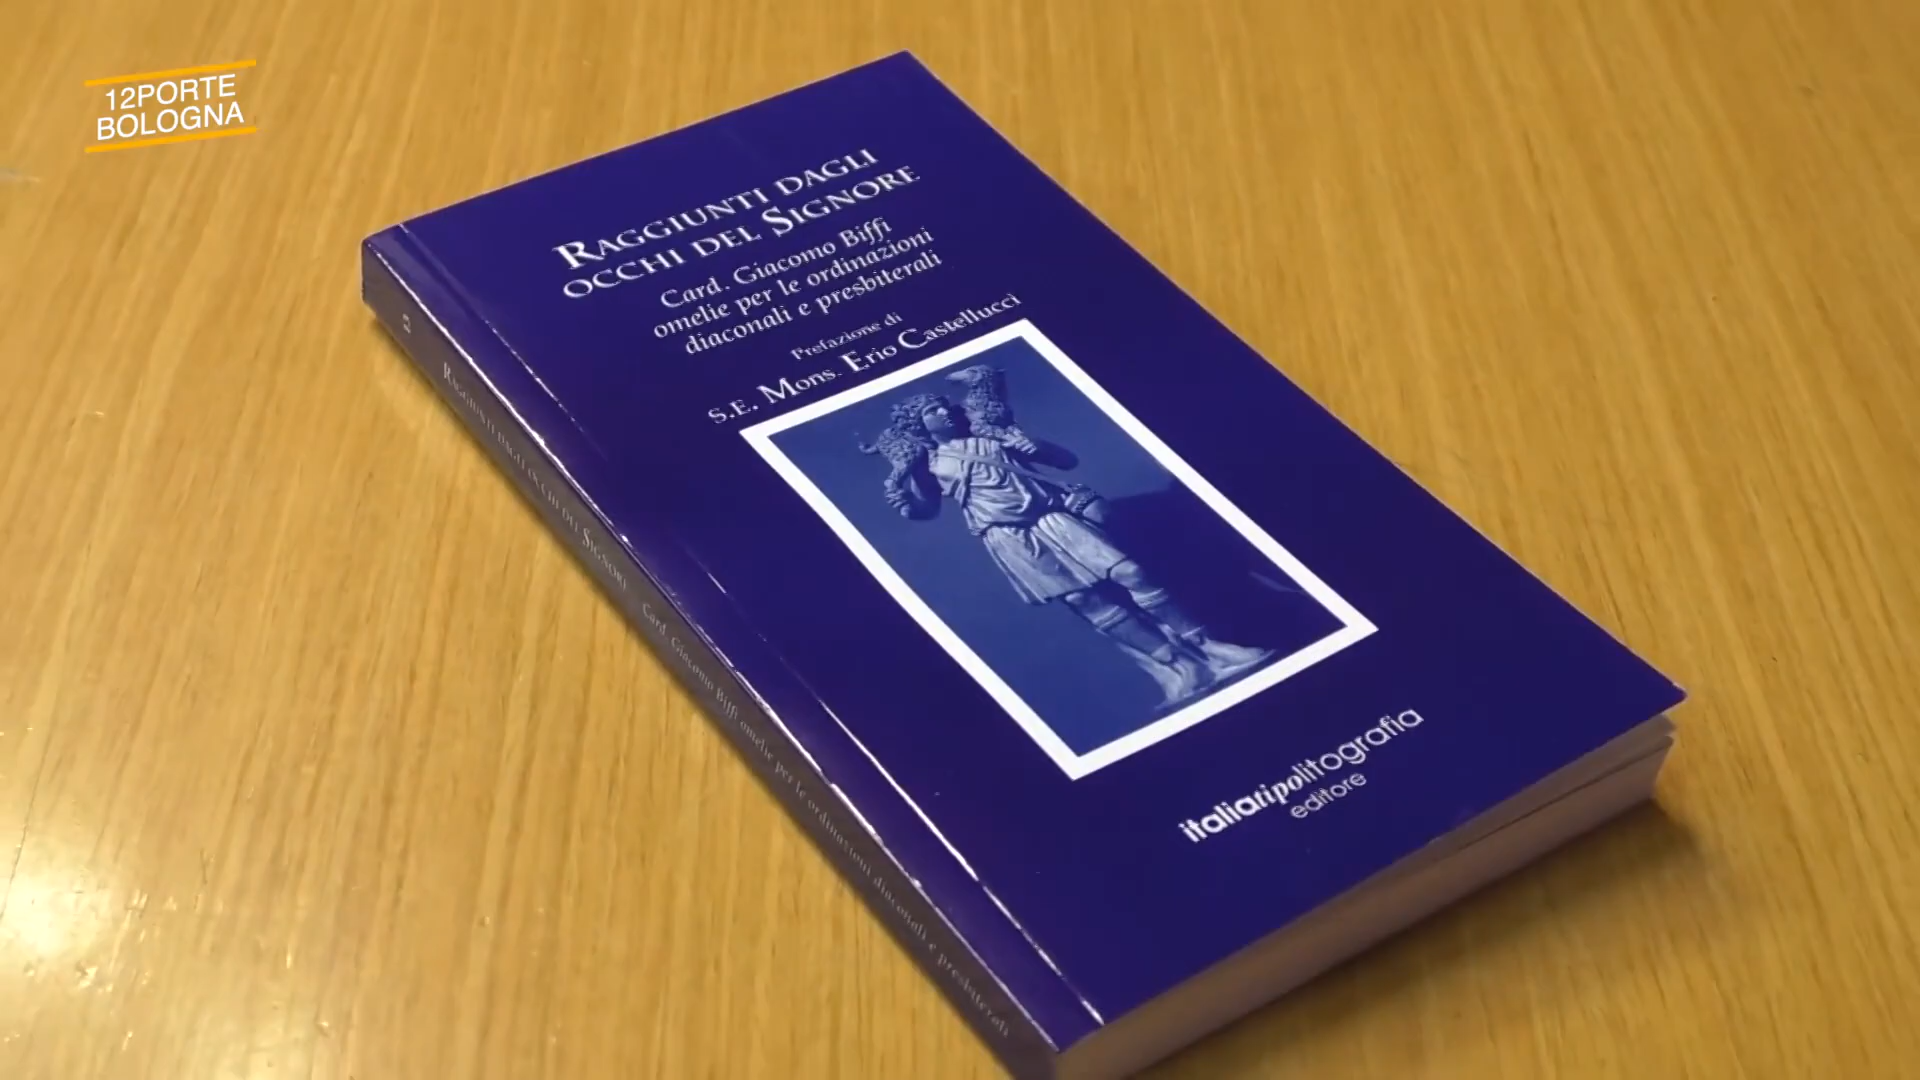 12PORTE
BOLOGNA
RAGGIUNTI DAGLI
OCCHI DEL SIGNORE
Card. Giacomo Biffi
omelie per le ordinazioni
diaconali e presbiterali
Prefazione di
S.E. Mons. Erio Castellucci
italiatipolitografia
editore
RAGGIUNTI DAGLI OCCHI DEL SIGNORE Card. Giacomo Biffi omelie per le ordinazioni diaconali e presbiterali